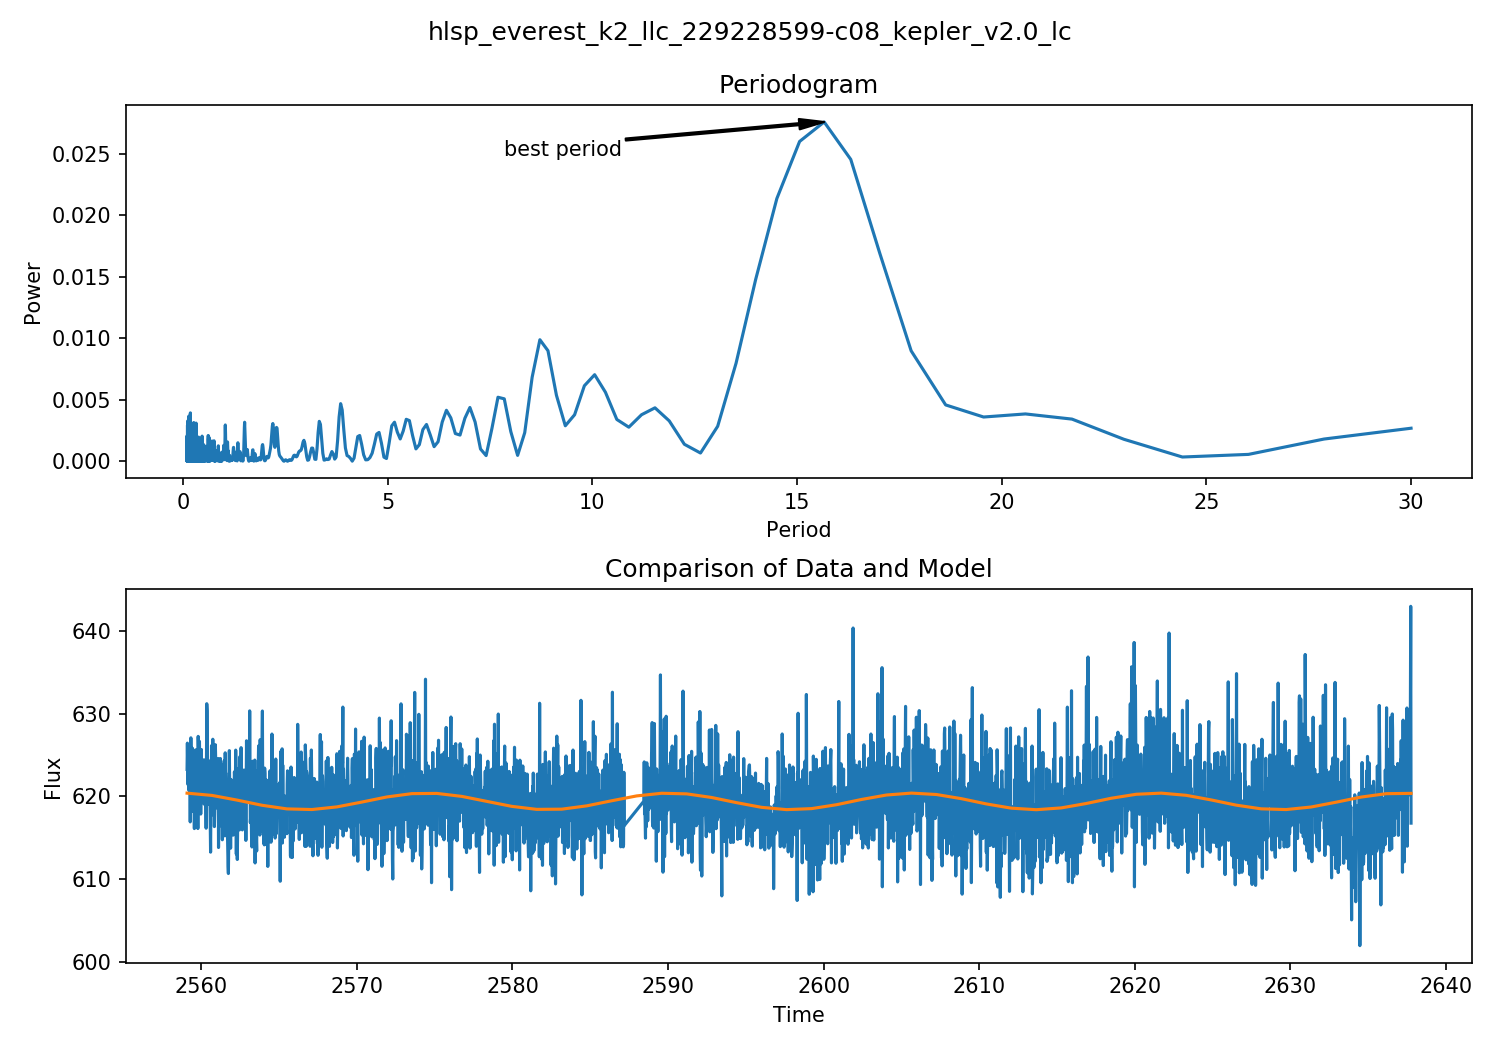 hlsp_everest_k2_llc_229228599-c08_kepler_v2.0_lc
Periodogram
best period
0.025
0.020
0.015
0.010
0.005
0.000
Power
0 5 10 15 20 25 30
Period
Comparison of Data and Model
640
630
620
610
600
Flux
2560 2570 2580 2590 2600 2610 2620 2630 2640
Time